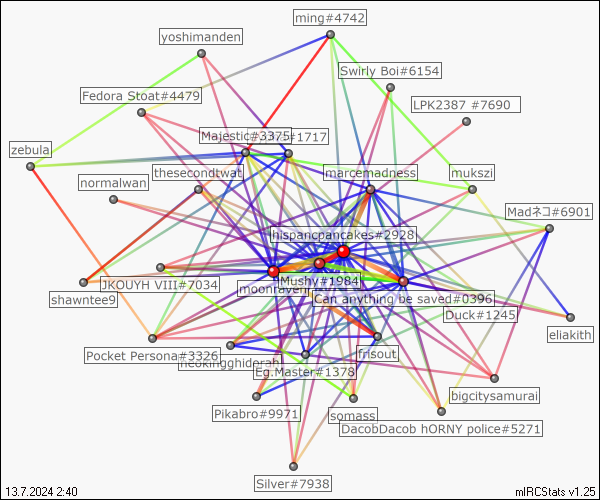 ming#4742
yoshimanden
Swirly Boi#6154
Fedora Stoat#4479
LPK2387 #7690
Majestic#3375
#1717
zebula
thesecondtwat
marcemadness
mukszi
normalwan
Madネコ#6901
hispancpancakes#2928
Mushy#1984
JKOUYH VIII#7034
moonraven
shawntee9
Can anything be saved#0396
Duck#1245
eliakith
Pocket Persona#3326
neokingghidorah
frisout
Eg.Master#1378
bigcitysamurai
Pikabro#9971
somass
DacobDacob hORNY police#5271
Silver#7938
13.7.2024 2:40
mIRCStats v1.25